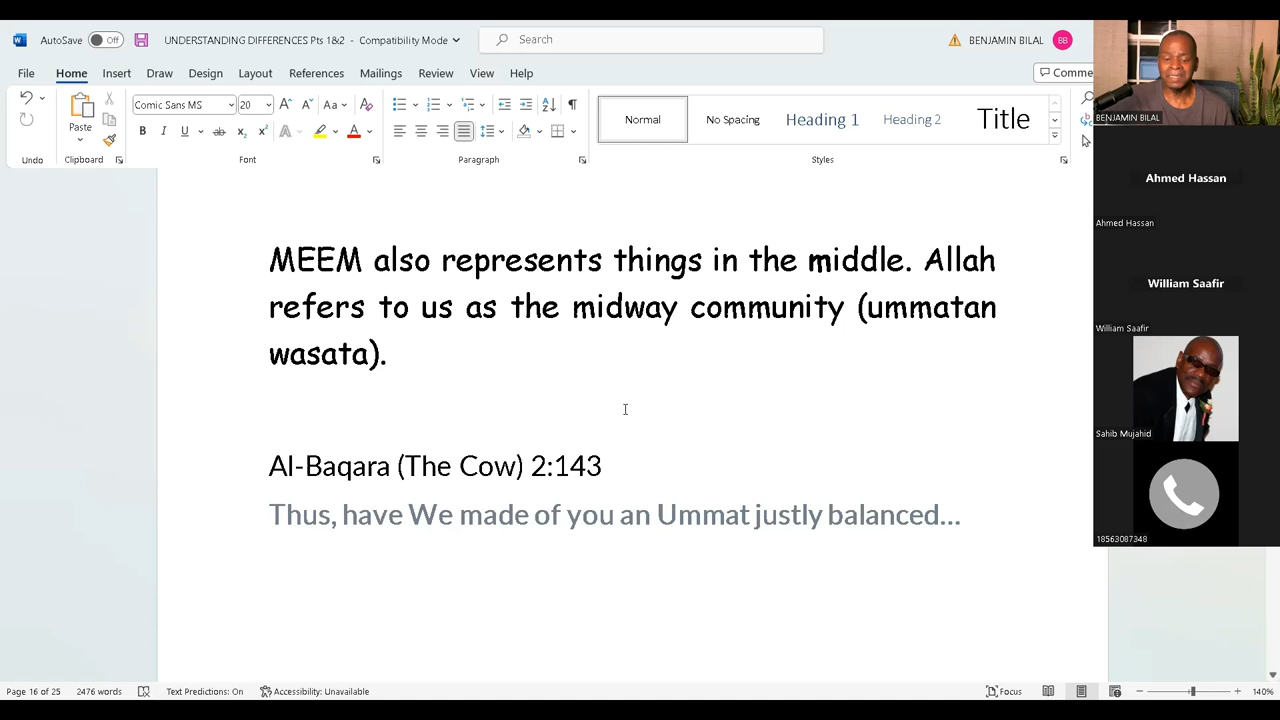 AutoSave Off UNDERSTANDING DIFFERENCES Pts 1&2 - Compatibility Mode Search BENJAMIN BILAL BB
File Home Insert Draw Design Layout References Mailings Review View Help Comme
Paste Comic Sans MS 20 Normal No Spacing Heading 1 Heading 2 Title
Undo Clipboard Font Paragraph Styles
MEEM also represents things in the middle. Allah
refers to us as the midway community (ummatan
wasata).
Al-Baqara (The Cow) 2:143
Thus, have We made of you an Ummat justly balanced...
BENJAMIN BILAL
Ahmed Hassan
Ahmed Hassan
William Saafir
William Saafir
Sahib Mujahid
18563087348
Page 16 of 25 2476 words Text Predictions: On Accessibility: Unavailable Focus 140%